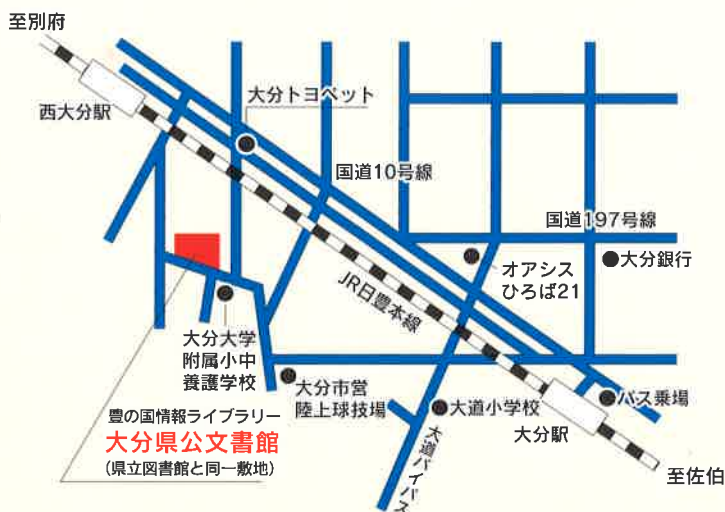 至別府
西大分駅
大分トヨペット
国道10号線
国道197号線
大分銀行
オアシス
ひろば21
JR日豊本線
大分大学
附属小中
養護学校
大分市営
陸上球技場
大道小学校
バス乗場
大分駅
豊の国情報ライブラリー
大分県公文書館
(県立図書館と同一敷地)
大道バイパス
至佐伯